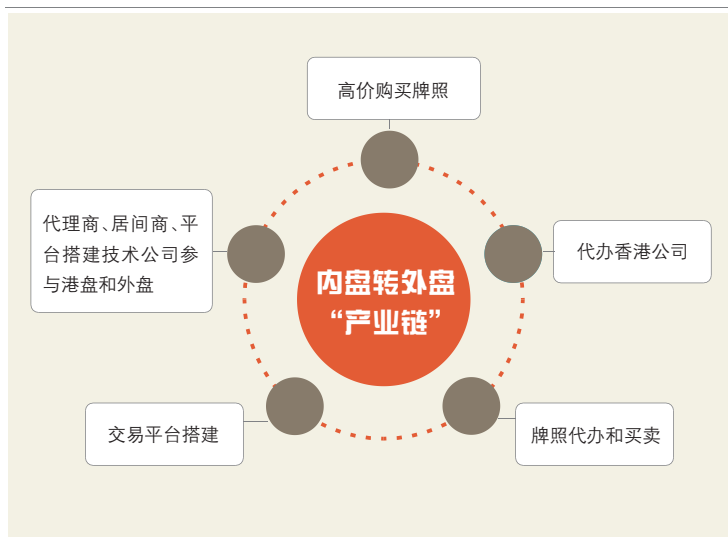 高价购买牌照
代理商、居间商、平
台搭建技术公司参
与港盘和外盘
代办香港公司
内盘转外盘
“产业链”
交易平台搭建
牌照代办和买卖